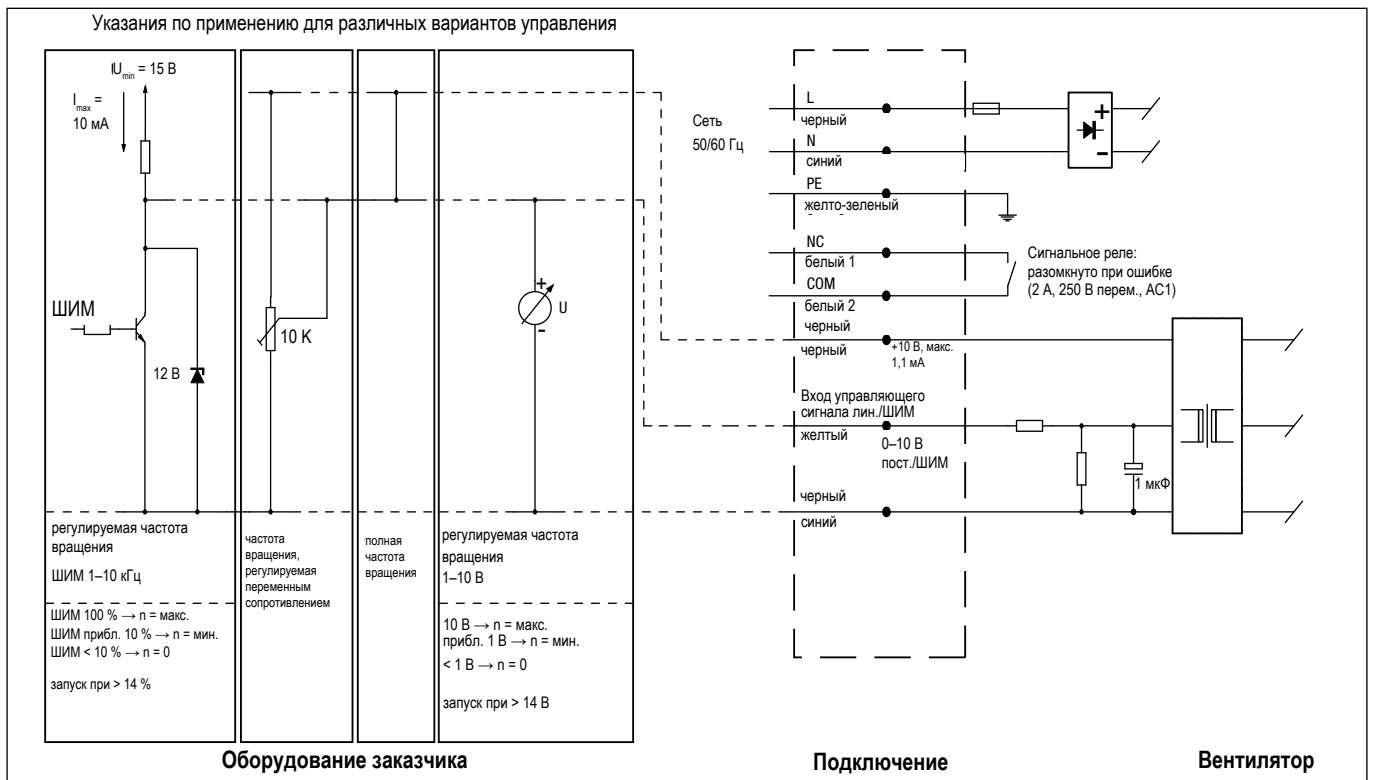 Указания по применению для различных вариантов управления
IU min = 15 В
I max =
10 мА
ШИМ
12 В
10 K
+
U
-
регулируемая частота
вращения
ШИМ 1–10 кГц
ШИМ 100 % → n = макс.
ШИМ прибл. 10 % → n = мин.
ШИМ < 10 % → n = 0
запуск при > 14 %
частота
вращения,
регулируемая
переменным
сопротивлением
полная
частота
вращения
регулируемая частота
вращения
1–10 В
10 В → n = макс.
прибл. 1 В → n = мин.
< 1 В → n = 0
запуск при > 14 В
Оборудование заказчика
Сеть
50/60 Гц
L
черный
N
синий
PE
желто-зеленый
NC
белый 1
COM
белый 2
черный
черный
+10 В, макс.
1,1 мА
Вход управляющего
сигнала лин./ШИМ
желтый
0–10 В
пост./ШИМ
черный
синий
Подключение
+
-
Сигнальное реле:
разомкнуто при ошибке
(2 А, 250 В перем., AC1)
1 мкФ
Вентилятор